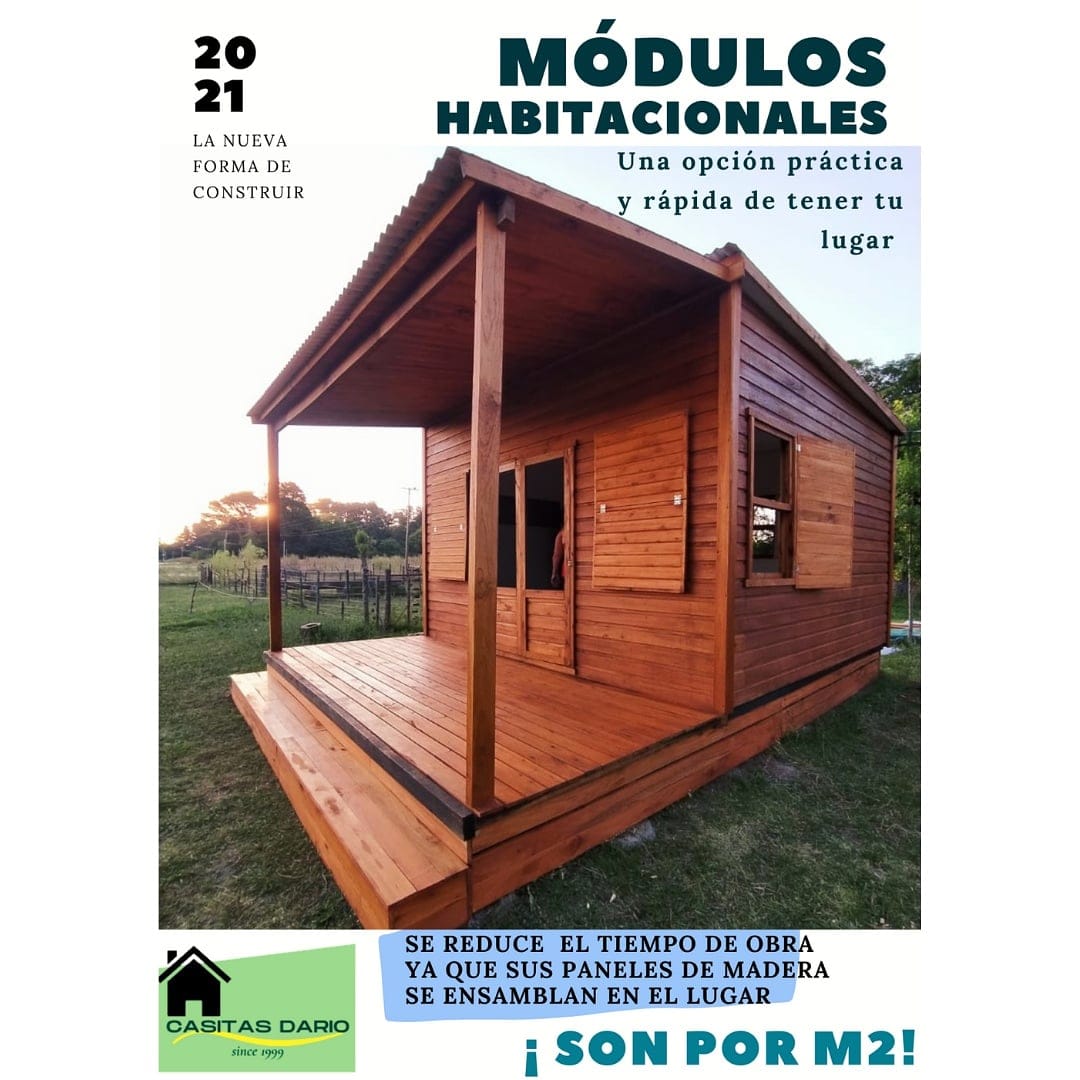 20
21
LA NUEVA
FORMA DE
CONSTRUIR
MÓDULOS
HABITACIONALES
Una opción práctica
y rápida de tener tu
lugar
SE REDUCE EL TIEMPO DE OBRA
YA QUE SUS PANELES DE MADERA
SE ENSAMBLAN EN EL LUGAR
CASITAS DARIO
since 1999
¡ SON POR M2!